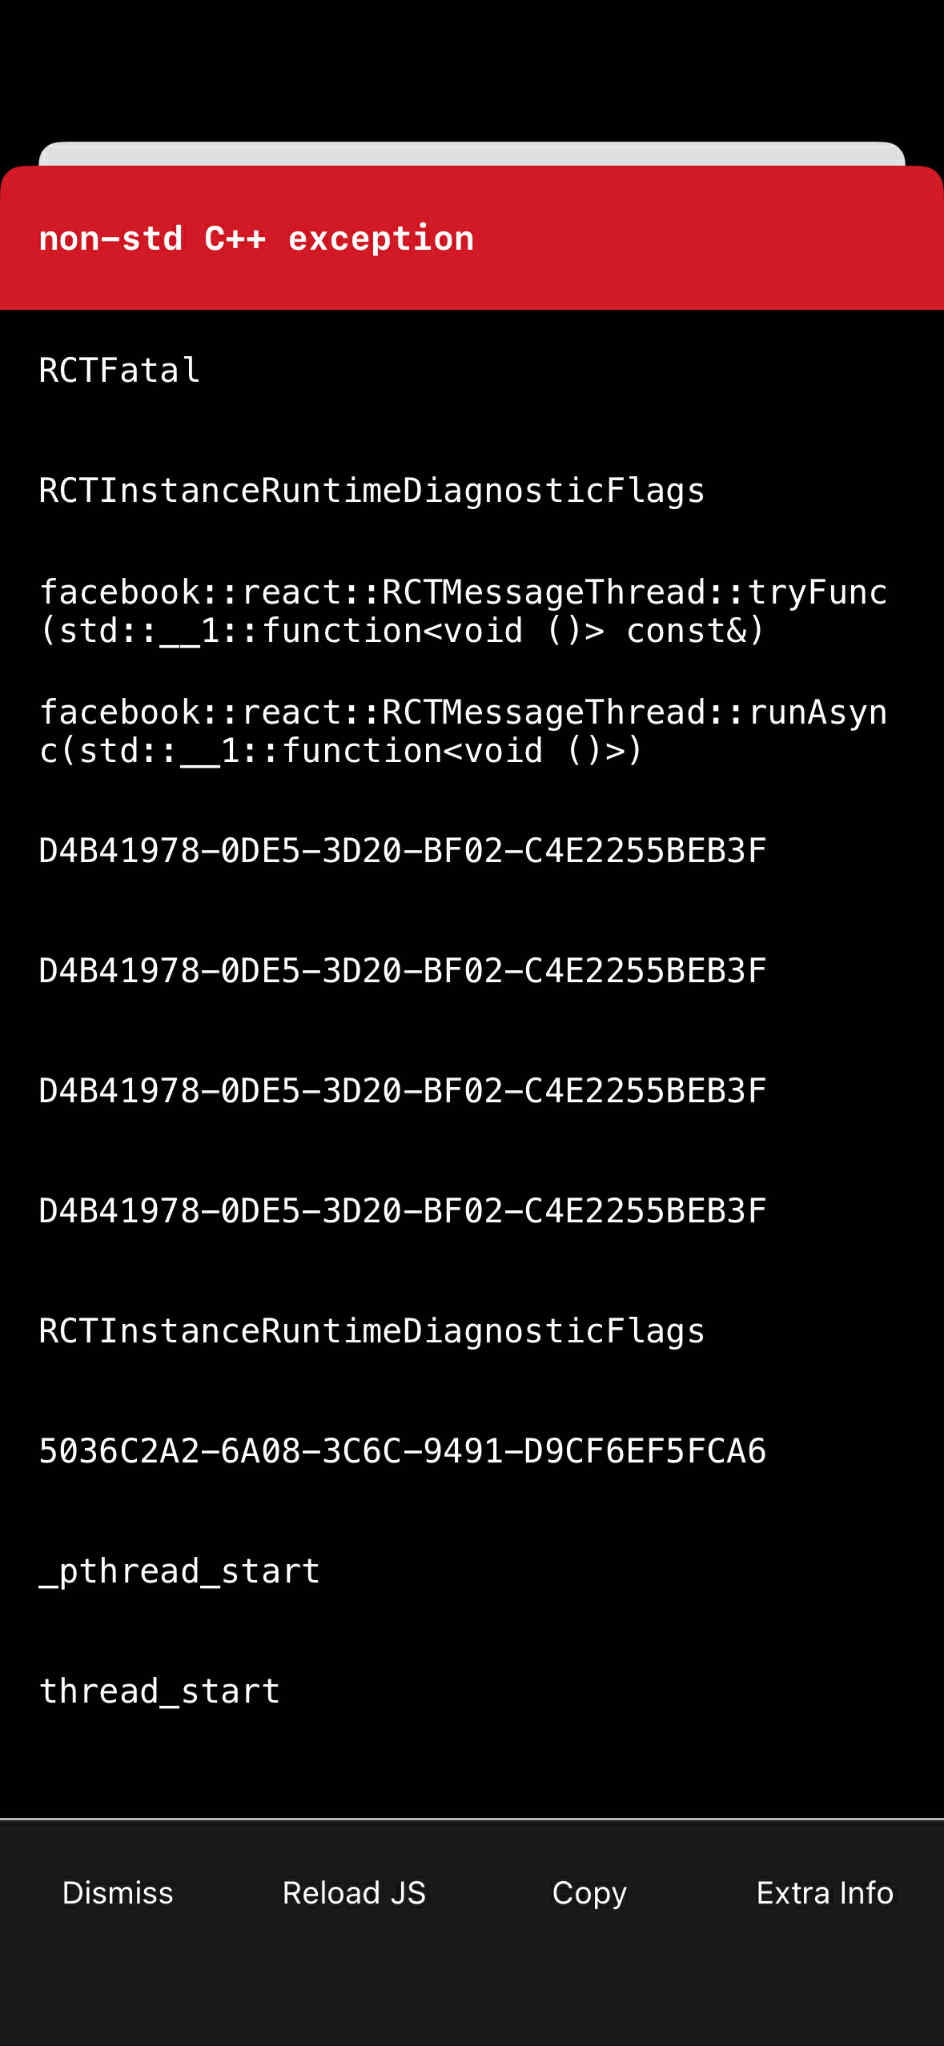 non-std C++ exception
RCTFatal
RCTInstanceRuntimeDiagnosticFlags
facebook::react::RCTMessageThread::tryFunc
(std::__1::function<void ()> const&)
facebook::react::RCTMessageThread::runAsyn
c(std::__1::function<void ()>)
D4B41978-0DE5-3D20-BF02-C4E2255BEB3F
D4B41978-0DE5-3D20-BF02-C4E2255BEB3F
D4B41978-0DE5-3D20-BF02-C4E2255BEB3F
D4B41978-0DE5-3D20-BF02-C4E2255BEB3F
RCTInstanceRuntimeDiagnosticFlags
5036C2A2-6A08-3C6C-9491-D9CF6EF5FCA6
_pthread_start
thread_start
Dismiss Reload JS Copy Extra Info